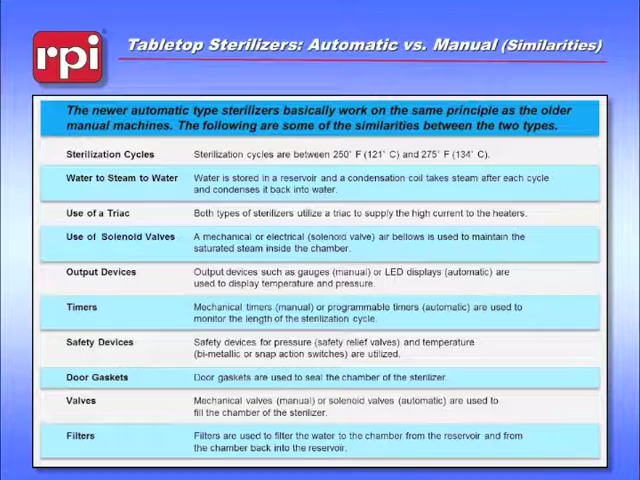 rpi
Tabletop Sterilizers: Automatic vs. Manual (Similarities)
The newer automatic type sterilizers basically work on the same principle as the older
manual machines. The following are some of the similarities between the two types.
Sterilization Cycles Sterilization cycles are between 250° F (121° C) and 275° F (134° C).
Water to Steam to Water Water is stored in a reservoir and a condensation coil takes steam after each cycle
and condenses it back into water.
Use of a Triac Both types of sterilizers utilize a triac to supply the high current to the heaters.
Use of Solenoid Valves A mechanical or electrical (solenoid valve) air bellows is used to maintain the
saturated steam inside the chamber.
Output Devices Output devices such as gauges (manual) or LED displays (automatic) are
used to display temperature and pressure.
Timers Mechanical timers (manual) or programmable timers (automatic) are used to
monitor the length of the sterilization cycle.
Safety Devices Safety devices for pressure (safety relief valves) and temperature
(bi-metallic or snap action switches) are utilized.
Door Gaskets Door gaskets are used to seal the chamber of the sterilizer.
Valves Mechanical valves (manual) or solenoid valves (automatic) are used to
fill the chamber of the sterilizer.
Filters Filters are used to filter the water to the chamber from the reservoir and from
the chamber back into the reservoir.